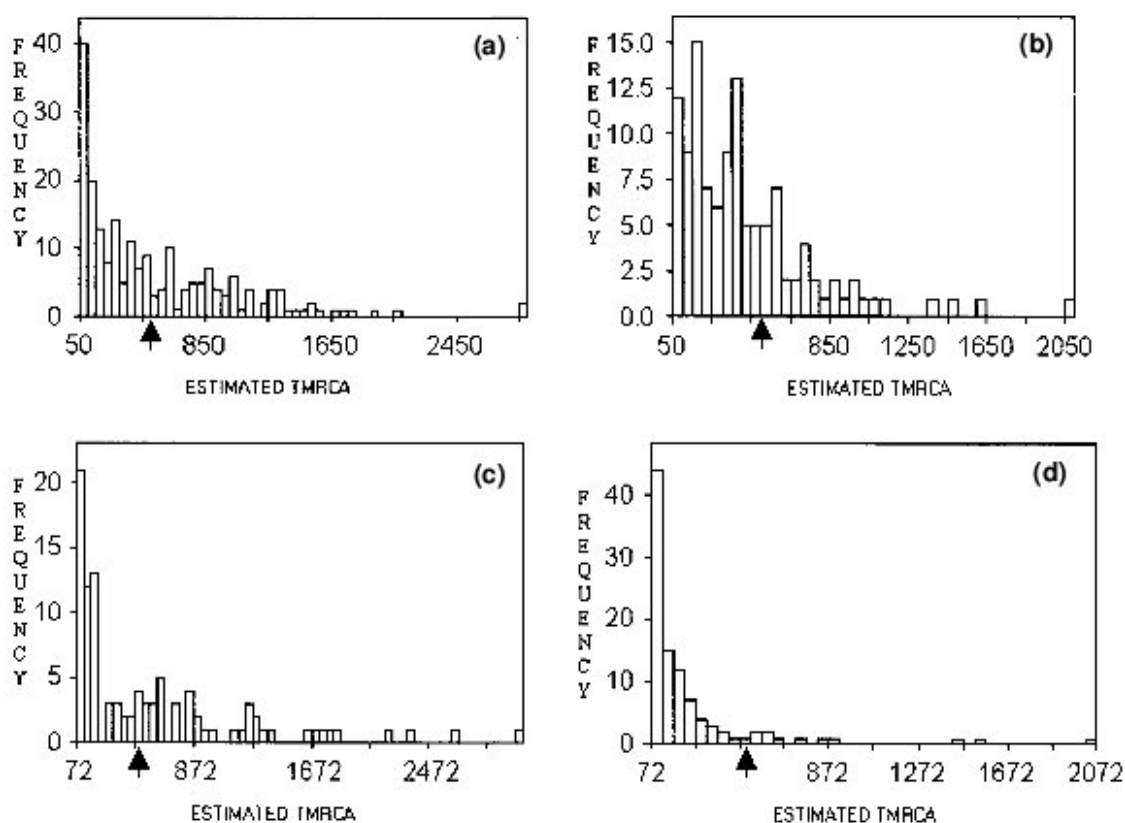 (a)
FREQUENCY
40
30
20
10
0
50 850 1650 2450
ESTIMATED TMRCA
(b)
FREQUENCY
15.0
12.5
10.0
7.5
5.0
2.5
0.0
50 850 1250 1650 2050
ESTIMATED TMRCA
(c)
FREQUENCY
20
15
10
5
0
72 872 1672 2472
ESTIMATED TMRCA
(d)
FREQUENCY
40
30
20
10
0
72 872 1272 1672 2072
ESTIMATED TMRCA